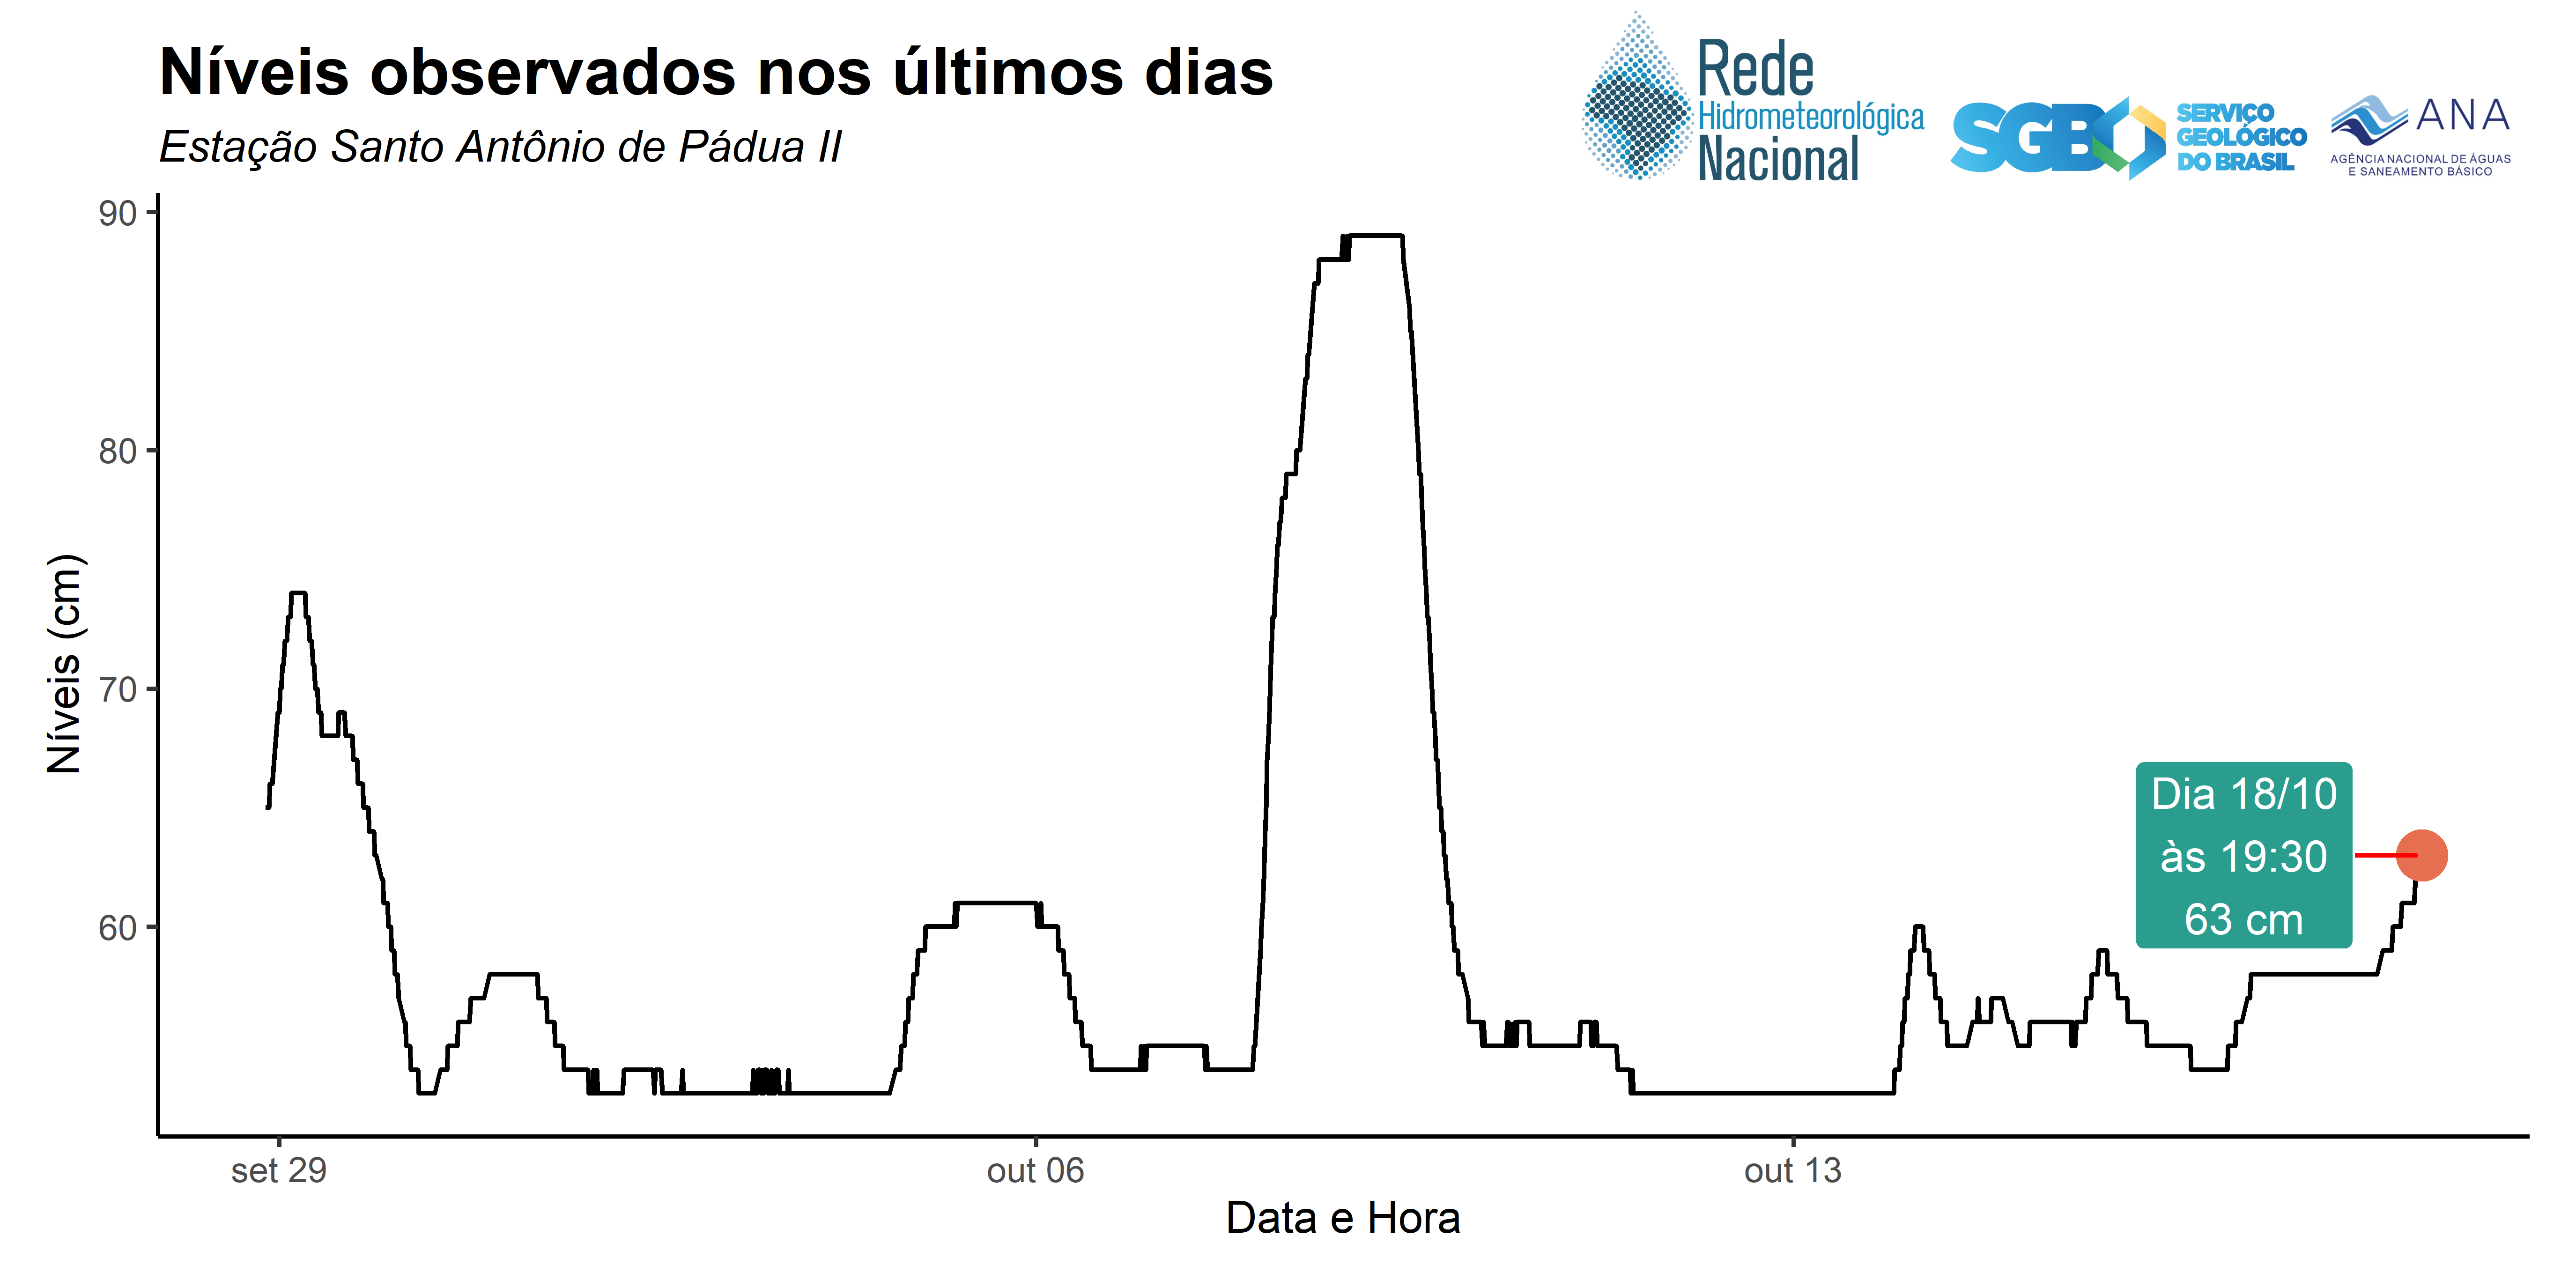 Níveis observados nos últimos dias
Estação Santo Antônio de Pádua II
Rede
Hidrometeorológica
Nacional
SGB
SERVIÇO
GEOLÓGICO
DO BRASIL
ANA
AGÊNCIA NACIONAL DE ÁGUAS
E SANEAMENTO BÁSICO
Níveis (cm)
90
80
70
60
Dia 18/10
às 19:30
63 cm
set 29
out 06
out 13
Data e Hora